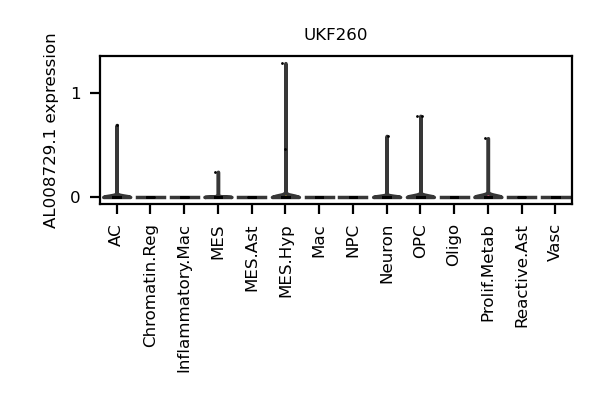 UKF260
AL008729.1 expression
1
0
AC
Chromatin.Reg
Inflammatory.Mac
MES
MES.Ast
MES.Hyp
Mac
NPC
Neuron
OPC
Oligo
Prolif.Metab
Reactive.Ast
Vasc